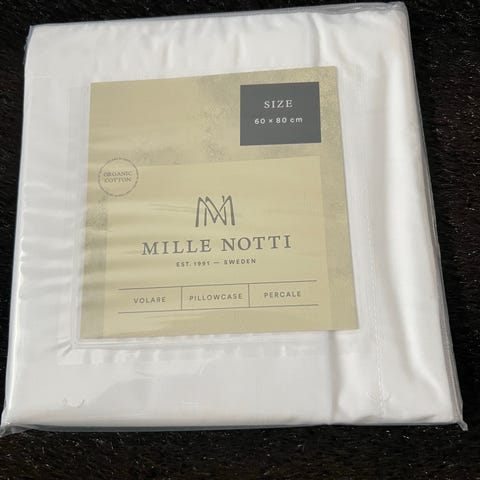 SIZE
60 × 80 cm
ORGANIC
COTTON
MILLE NOTTI
EST. 1991 — SWEDEN
VOLARE PILLOWCASE PERCALE